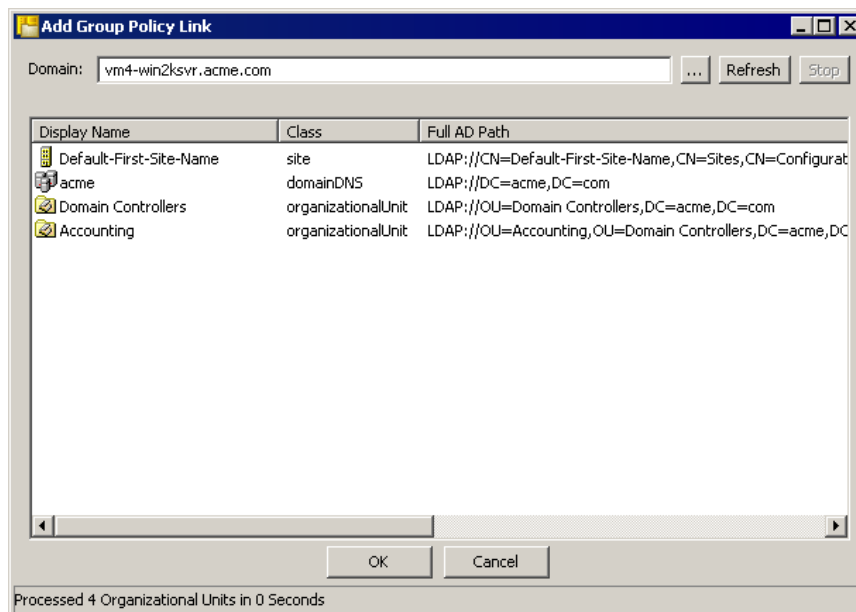 Add Group Policy Link
Domain: vm4-win2ksvr.acme.com ... Refresh Stop
Display Name Class Full AD Path
Default-First-Site-Name site LDAP://CN=Default-First-Site-Name,CN=Sites,CN=Configurat
acme domainDNS LDAP://DC=acme,DC=com
Domain Controllers organizationalUnit LDAP://OU=Domain Controllers,DC=acme,DC=com
Accounting organizationalUnit LDAP://OU=Accounting,OU=Domain Controllers,DC=acme,DC
OK Cancel
Processed 4 Organizational Units in 0 Seconds